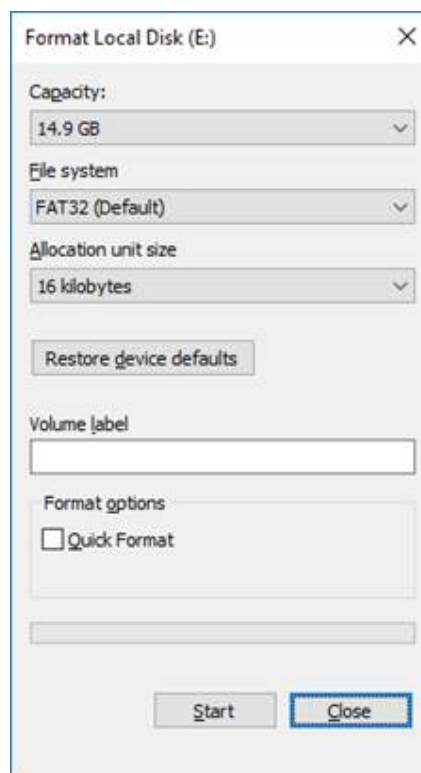 Format Local Disk (E:)
Capacity:
14.9 GB
File system
FAT32 (Default)
Allocation unit size
16 kilobytes
Restore device defaults
Volume label
Format options
Quick Format
Start
Close